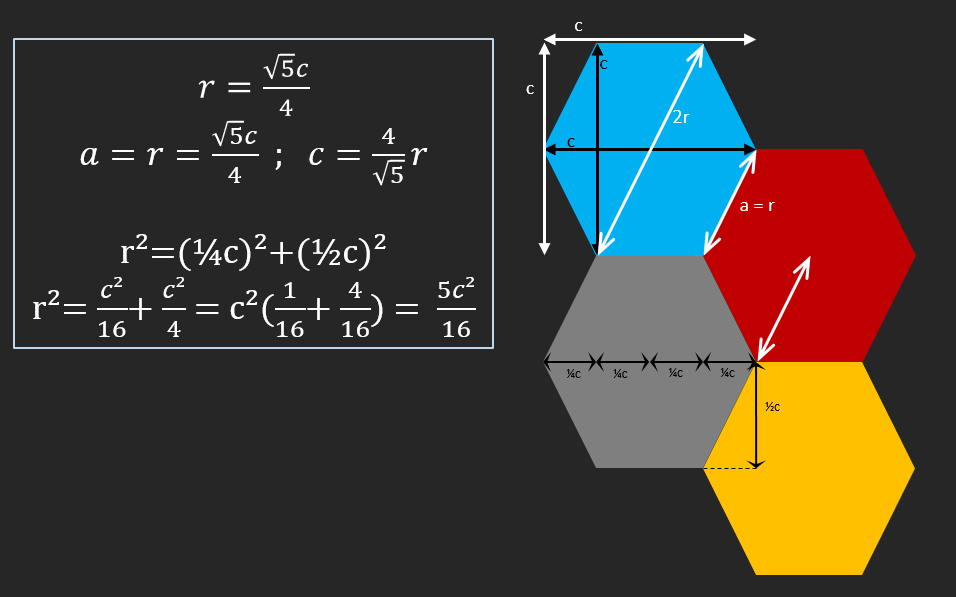 r = √5c/4
a = r = √5c/4 ; c = 4/√5 r
r²=(¼c)²+(½c)²
r²= c²/16 + c²/4 = c²(1/16 + 4/16) = 5c²/16
c
c
c
c
2r
a = r
¼c ¼c ¼c ¼c
½c